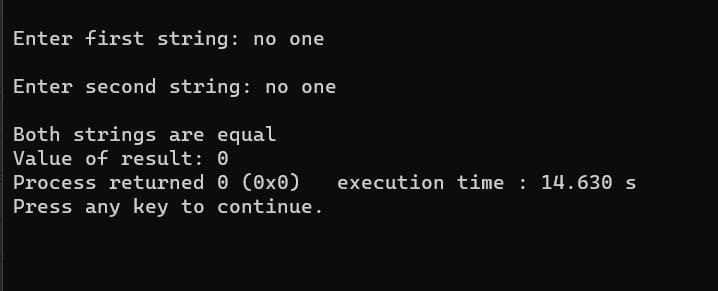 Enter first string: no one
Enter second string: no one
Both strings are equal
Value of result: 0
Process returned 0 (0x0)   execution time : 14.630 s
Press any key to continue.